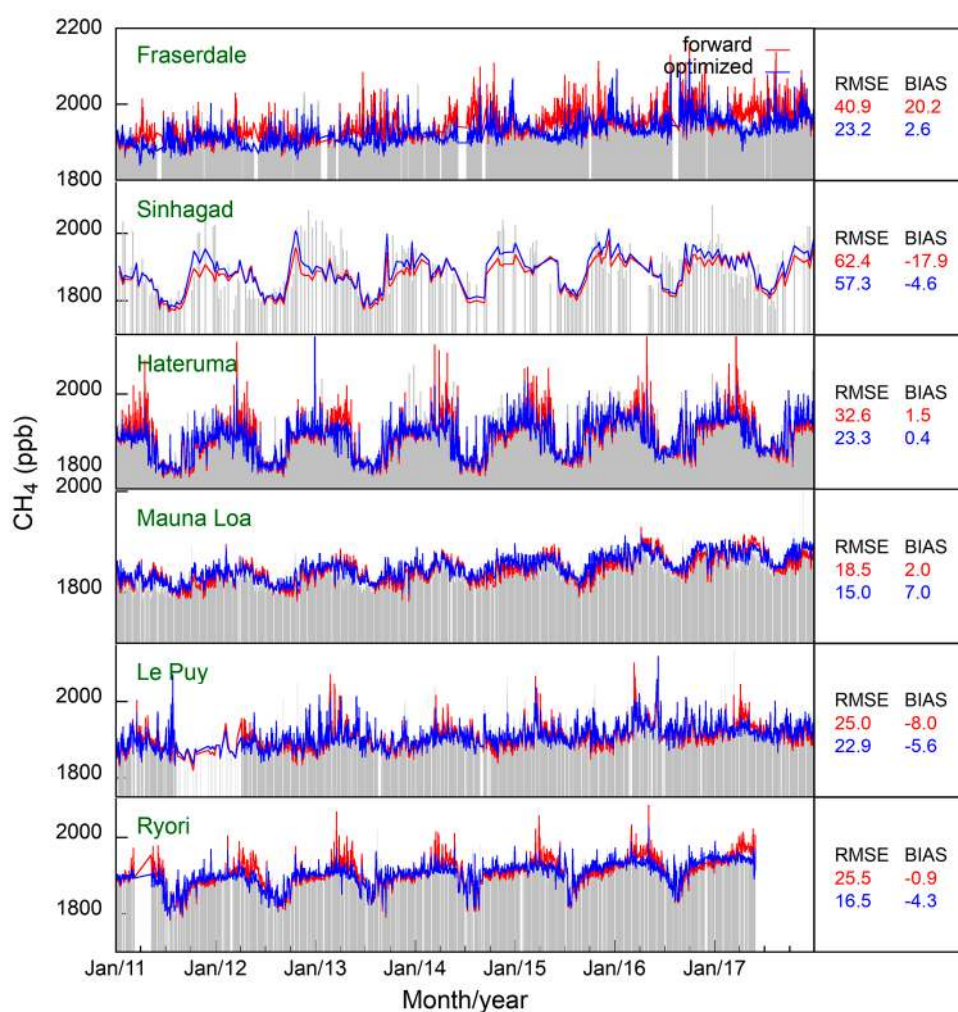 2200
2000
1800
Fraserdale
forward
optimized
RMSE BIAS
40.9 20.2
23.2 2.6
2000
1800
Sinhagad
RMSE BIAS
62.4 -17.9
57.3 -4.6
2000
1800
Hateruma
RMSE BIAS
32.6 1.5
23.3 0.4
2000
1800
Mauna Loa
RMSE BIAS
18.5 2.0
15.0 7.0
2000
1800
Le Puy
RMSE BIAS
25.0 -8.0
22.9 -5.6
2000
1800
Ryori
RMSE BIAS
25.5 -0.9
16.5 -4.3
CH₄ (ppb)
Jan/11 Jan/12 Jan/13 Jan/14 Jan/15 Jan/16 Jan/17
Month/year